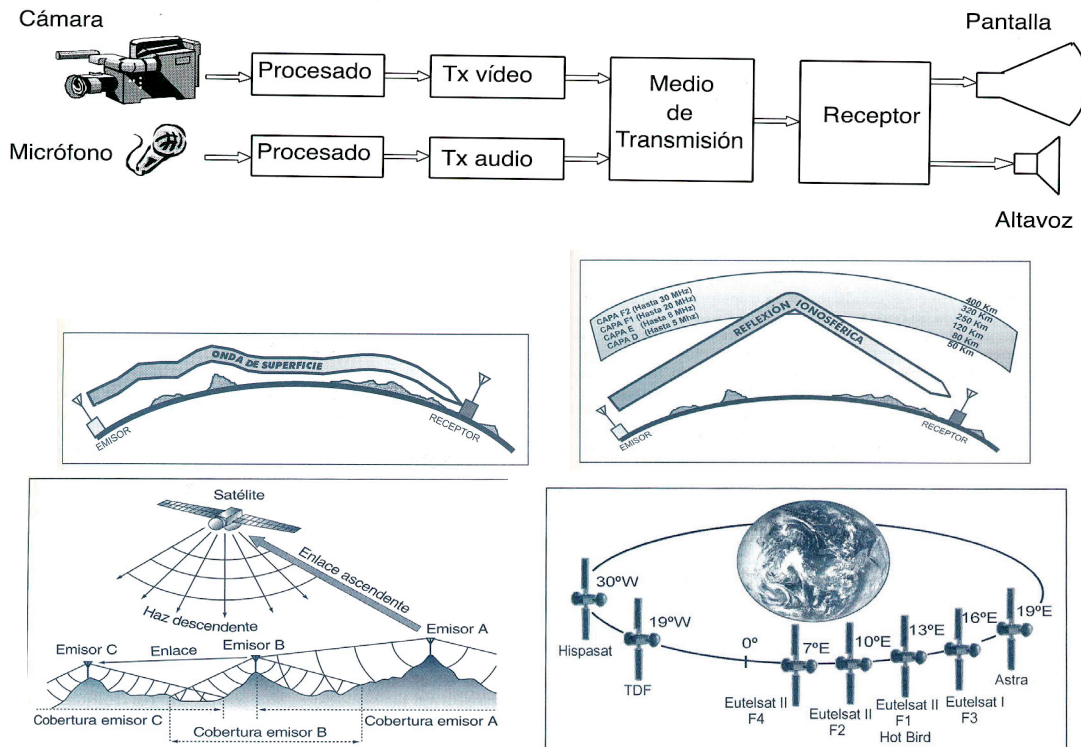 Cámara
Pantalla
Procesado
Tx vídeo
Medio
de
Transmisión
Receptor
Micrófono
Procesado
Tx audio
Altavoz
ONDA DE SUPERFICIE
EMISOR
RECEPTOR
CAPA F2 (Hasta 30 MHz)
CAPA F1 (Hasta 20 MHz)
CAPA E (Hasta 8 MHz)
CAPA D (Hasta 5 Mhz)
REFLEXIÓN IONOSFÉRICA
400 Km
320 Km
250 Km
120 Km
80 Km
50 Km
EMISOR
RECEPTOR
Satélite
Enlace ascendente
Haz descendente
Emisor A
Emisor B
Emisor C
Enlace
Cobertura emisor C
Cobertura emisor A
Cobertura emisor B
30ºW
19ºW
0º
7ºE
10ºE
13ºE
16ºE
19ºE
Hispasat
TDF
Eutelsat II
F4
Eutelsat II
F2
Eutelsat II
F1
Hot Bird
Eutelsat I
F3
Astra